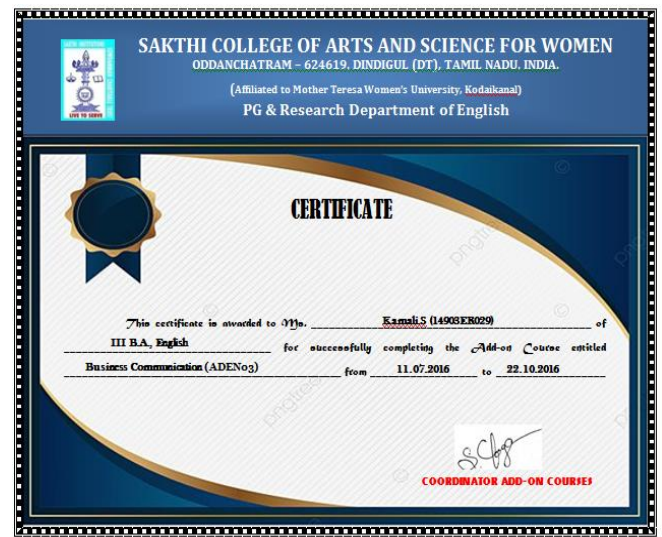 SAKTHI COLLEGE OF ARTS AND SCIENCE FOR WOMEN
ODDANCHATRAM – 624619. DINDIGUL (DT), TAMIL NADU. INDIA.
(Affiliated to Mother Teresa Women's University, Kodaikanal)
PG & Research Department of English
LIVE TO SERVE
CERTIFICATE
This certificate is awarded to Ms. Kamali.S (14903ER029) of
III B.A., English for successfully completing the Add-on Course entitled
Business Communication (ADEN03) from 11.07.2016 to 22.10.2016
COORDINATOR ADD-ON COURSES
pngtree
pngtree